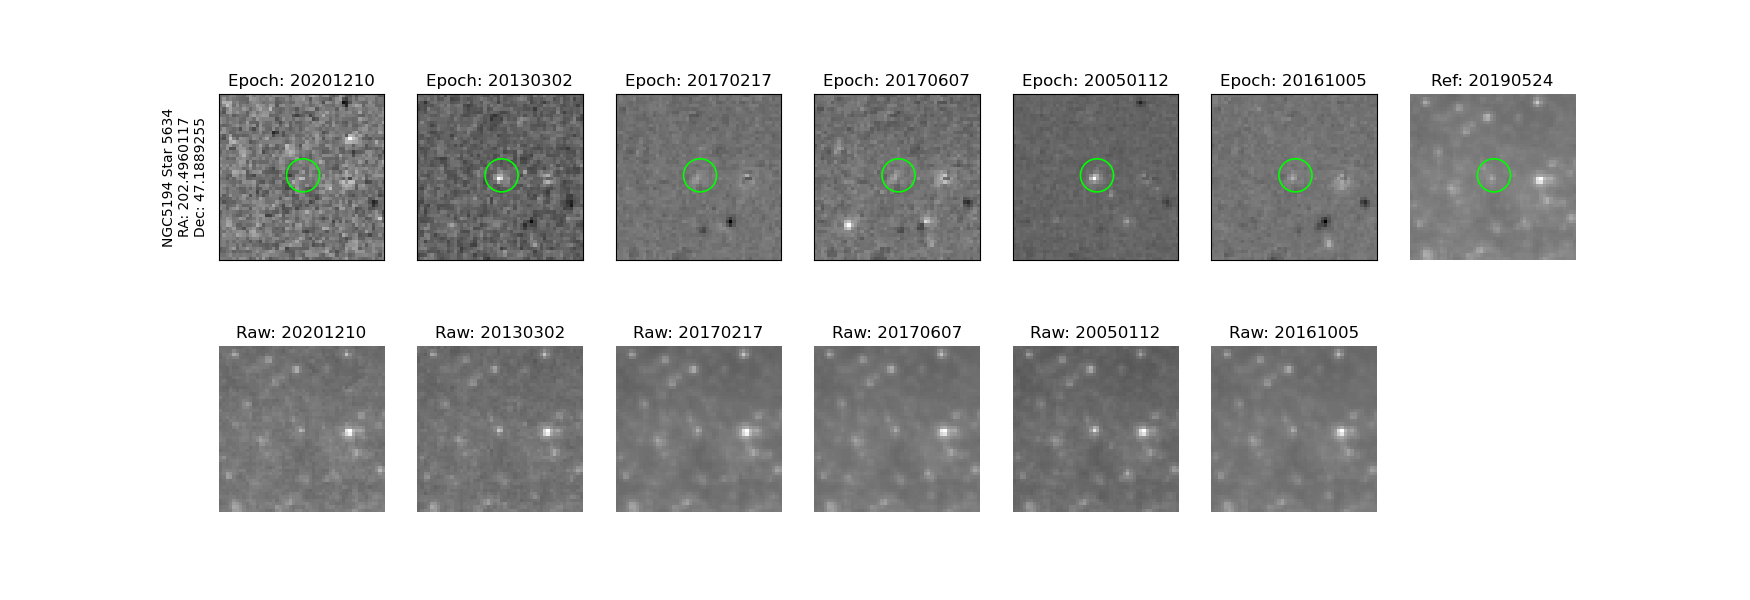 NGC5194 Star 5634
RA: 202.4960117
Dec: 47.1889255
Epoch: 20201210
Epoch: 20130302
Epoch: 20170217
Epoch: 20170607
Epoch: 20050112
Epoch: 20161005
Ref: 20190524
Raw: 20201210
Raw: 20130302
Raw: 20170217
Raw: 20170607
Raw: 20050112
Raw: 20161005